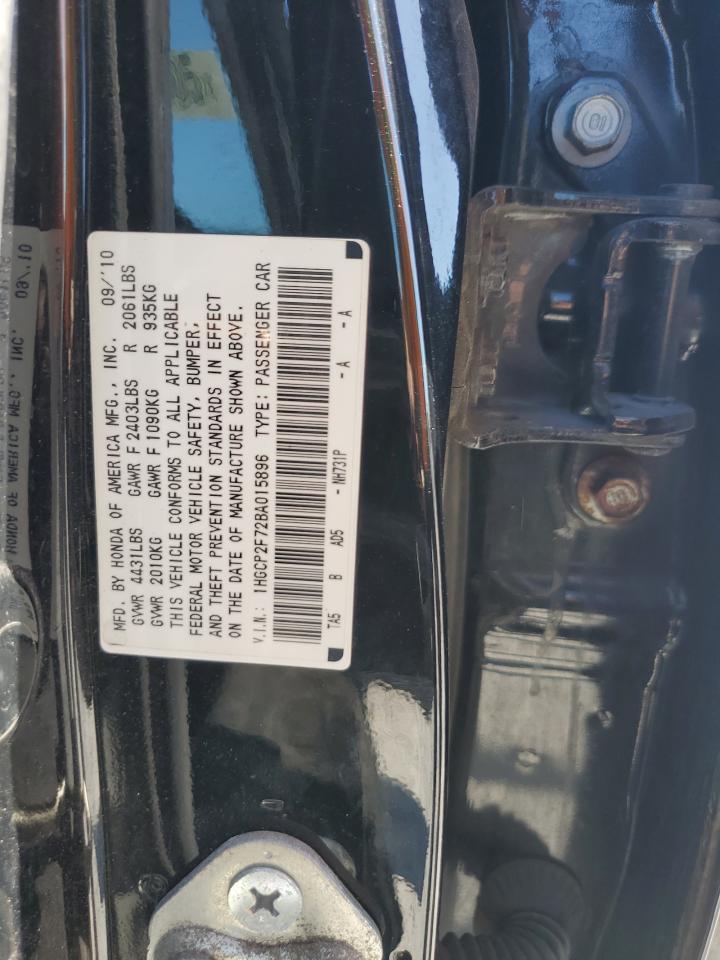 MFD. BY HONDA OF AMERICA MFG., INC. 09/'10
GVWR 4431LBS GAWR F 2403LBS R 2061LBS
GVWR 2010KG GAWR F 1090KG R 935KG
THIS VEHICLE CONFORMS TO ALL APPLICABLE
FEDERAL MOTOR VEHICLE SAFETY, BUMPER,
AND THEFT PREVENTION STANDARDS IN EFFECT
ON THE DATE OF MANUFACTURE SHOWN ABOVE.
V.I.N.: 1HGCP2F72BA015896 TYPE: PASSENGER CAR
TA5 B AD5 - NH731P - A - A